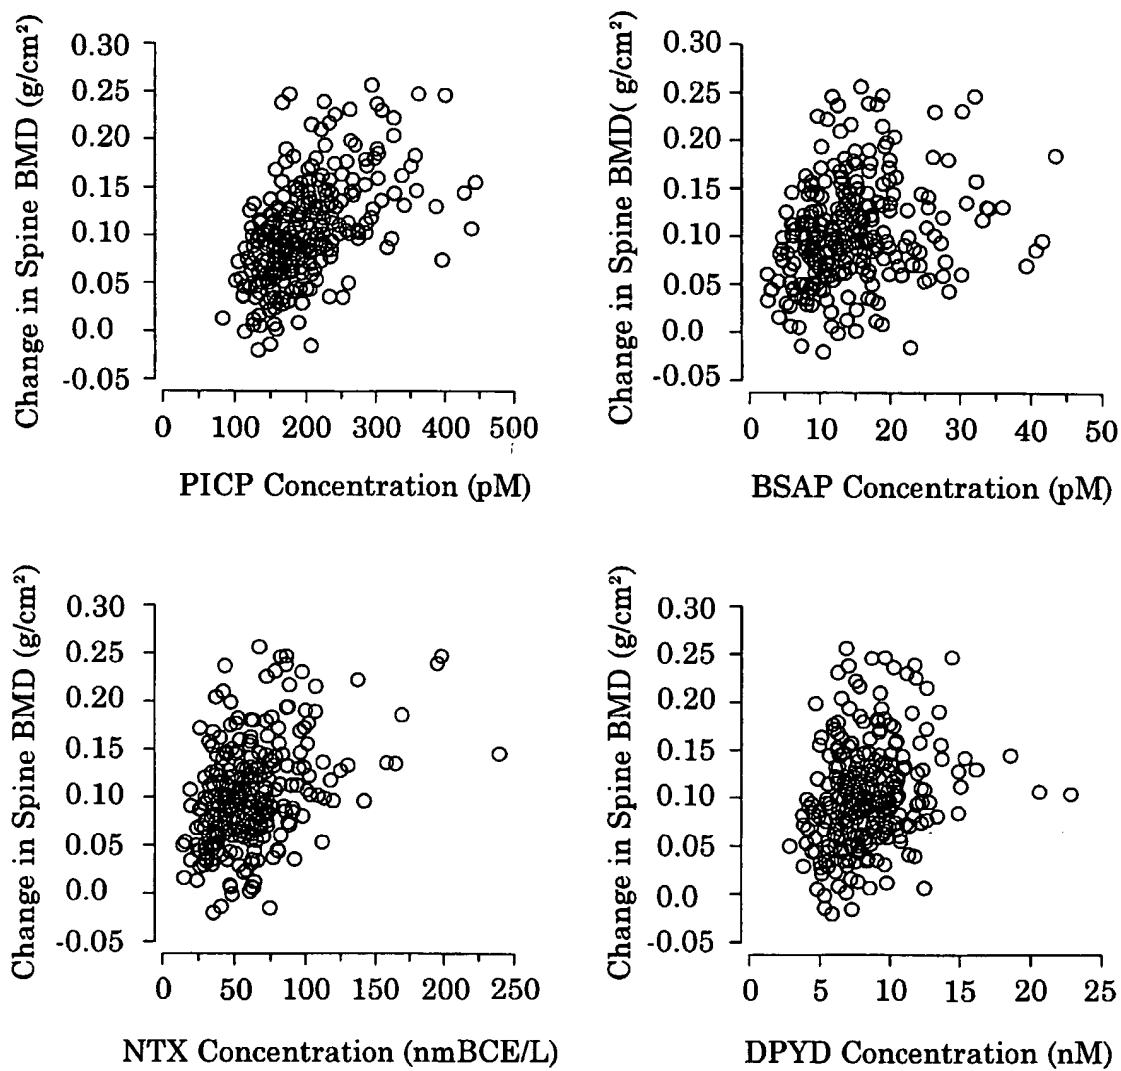 Change in Spine BMD (g/cm²)
0.30
0.25
0.20
0.15
0.10
0.05
0.0
-0.05
0 100 200 300 400 500
PICP Concentration (pM)
Change in Spine BMD( g/cm²)
0.30
0.25
0.20
0.15
0.10
0.05
0.0
-0.05
0 10 20 30 40 50
BSAP Concentration (pM)
Change in Spine BMD (g/cm²)
0.30
0.25
0.20
0.15
0.10
0.05
0.0
-0.05
0 50 100 150 200 250
NTX Concentration (nmBCE/L)
Change in Spine BMD (g/cm²)
0.30
0.25
0.20
0.15
0.10
0.05
0.0
-0.05
0 5 10 15 20 25
DPYD Concentration (nM)